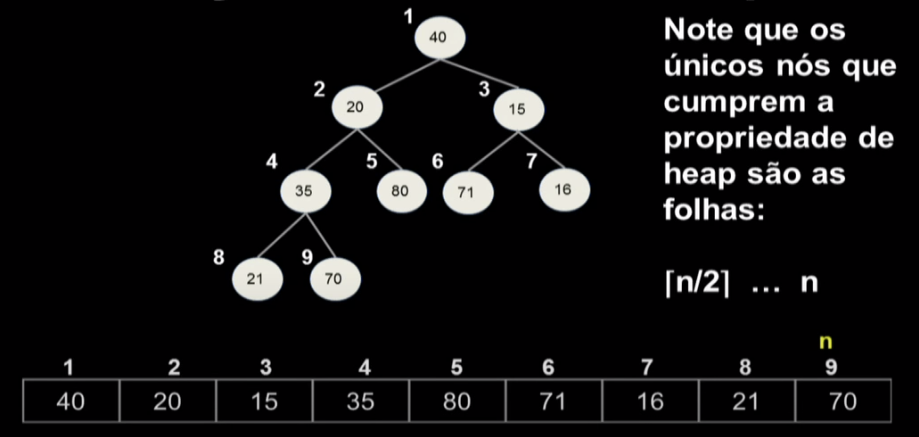 1
40
2
3
20
15
4
5
6
7
35
80
71
16
8
9
21
70
Note que os
únicos nós que
cumprem a
propriedade de
heap são as
folhas:
⌈n/2⌉ ... n
n
1 2 3 4 5 6 7 8 9
40 20 15 35 80 71 16 21 70